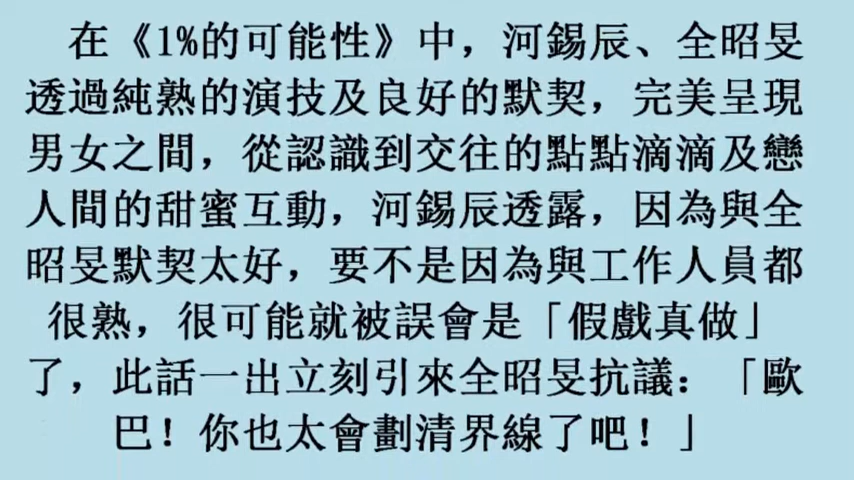 在《1%的可能性》中，河錫辰、全昭旻
透過純熟的演技及良好的默契，完美呈現
男女之間，從認識到交往的點點滴滴及戀
人間的甜蜜互動，河錫辰透露，因為與全
昭旻默契太好，要不是因為與工作人員都
很熟，很可能就被誤會是「假戲真做」
了，此話一出立刻引來全昭旻抗議：「歐
巴！你也太會劃清界線了吧！」